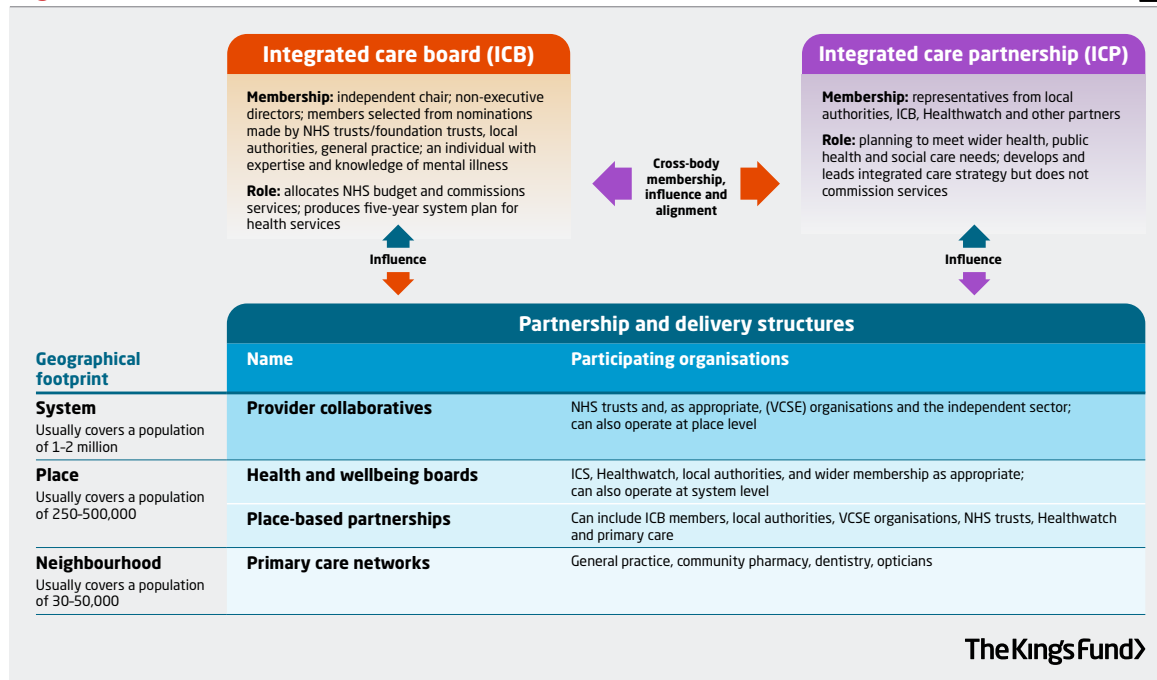 Integrated care board (ICB)
Membership: independent chair; non-executive
directors; members selected from nominations
made by NHS trusts/foundation trusts, local
authorities, general practice; an individual with
expertise and knowledge of mental illness
Role: allocates NHS budget and commissions
services; produces five-year system plan for
health services
Cross-body
membership,
influence and
alignment
Integrated care partnership (ICP)
Membership: representatives from local
authorities, ICB, Healthwatch and other partners
Role: planning to meet wider health, public
health and social care needs; develops and
leads integrated care strategy but does not
commission services
Influence
Influence
Partnership and delivery structures
Geographical
footprint
Name
Participating organisations
System
Usually covers a population
of 1–2 million
Provider collaboratives
NHS trusts and, as appropriate, (VCSE) organisations and the independent sector;
can also operate at place level
Place
Usually covers a population
of 250–500,000
Health and wellbeing boards
ICS, Healthwatch, local authorities, and wider membership as appropriate;
can also operate at system level
Place-based partnerships
Can include ICB members, local authorities, VCSE organisations, NHS trusts, Healthwatch
and primary care
Neighbourhood
Usually covers a population
of 30–50,000
Primary care networks
General practice, community pharmacy, dentistry, opticians
The King's Fund>